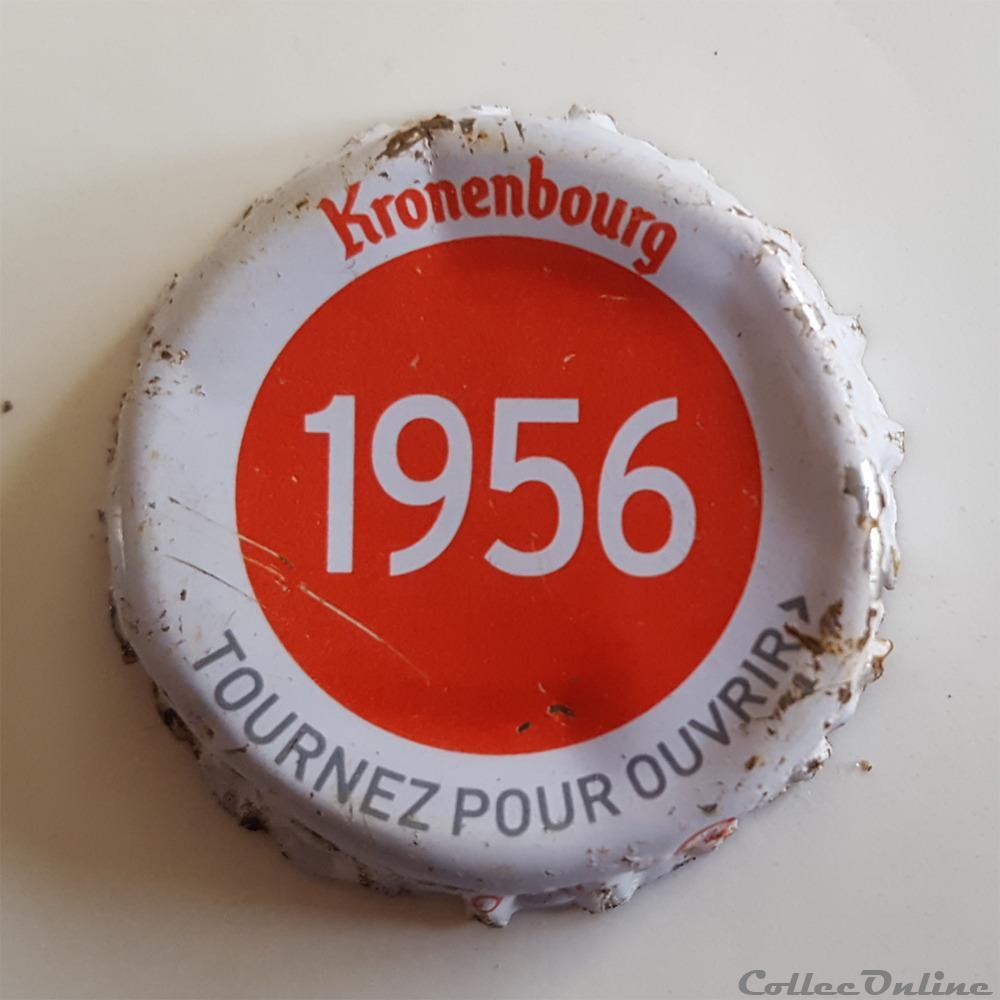 Kronenbourg
1956
TOURNEZ POUR OUVRIR >
CollecOnline